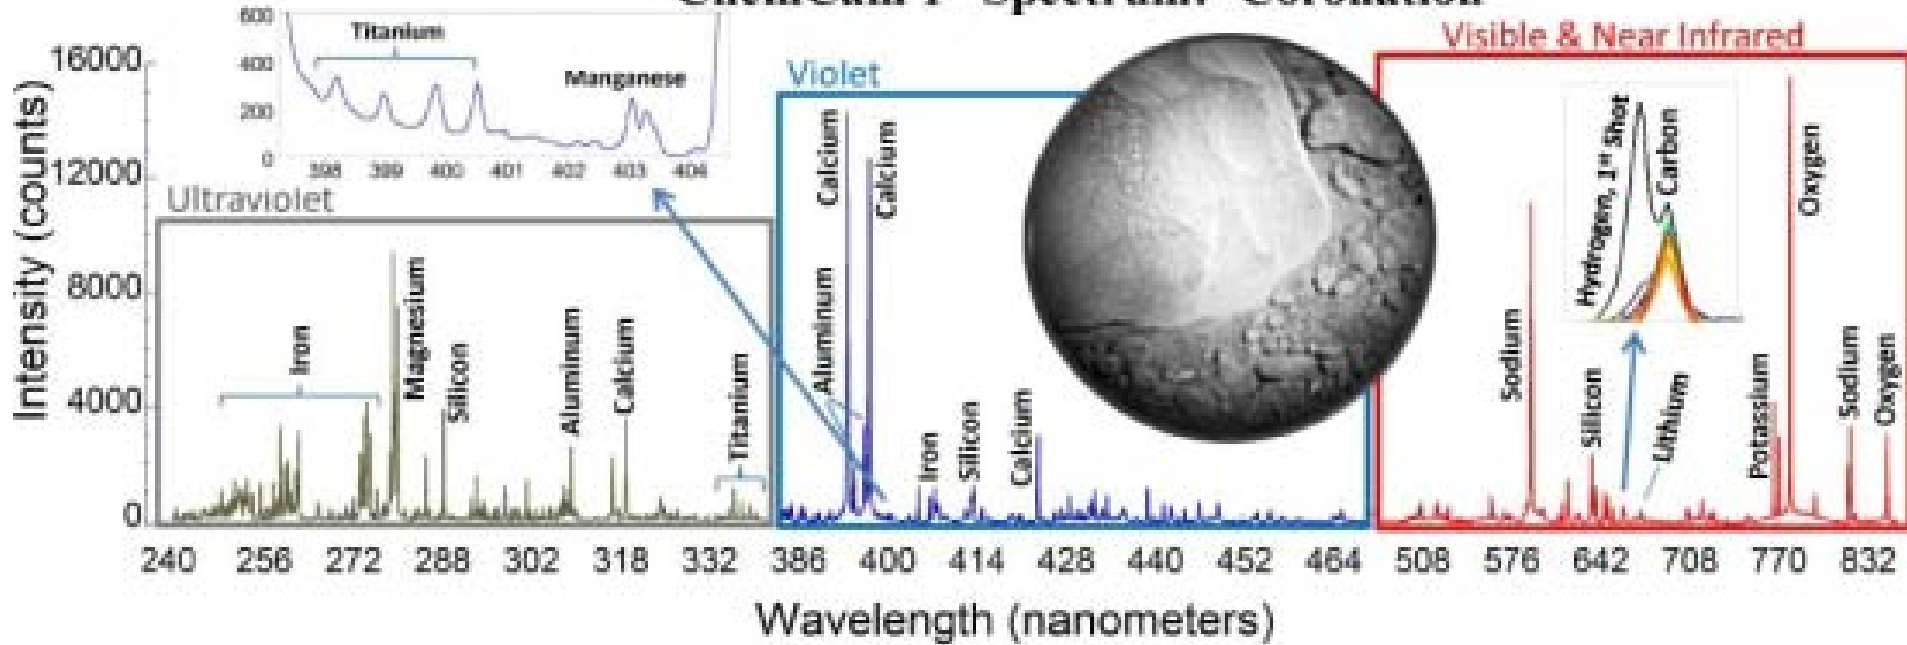 Intensity (counts)
16000
12000
8000
4000
0
600
400
200
0
Titanium
Manganese
398 399 400 401 402 403 404
Ultraviolet
Iron
Magnesium
Silicon
Aluminum
Calcium
Titanium
Violet
Calcium
Calcium
Aluminum
Iron
Silicon
Calcium
Visible & Near Infrared
Sodium
Silicon
Hydrogen, 1st Shot
Carbon
Lithium
Potassium
Oxygen
Sodium
Oxygen
240 256 272 288 302 318 332 386 400 414 428 440 452 464 508 576 642 708 770 832
Wavelength (nanometers)